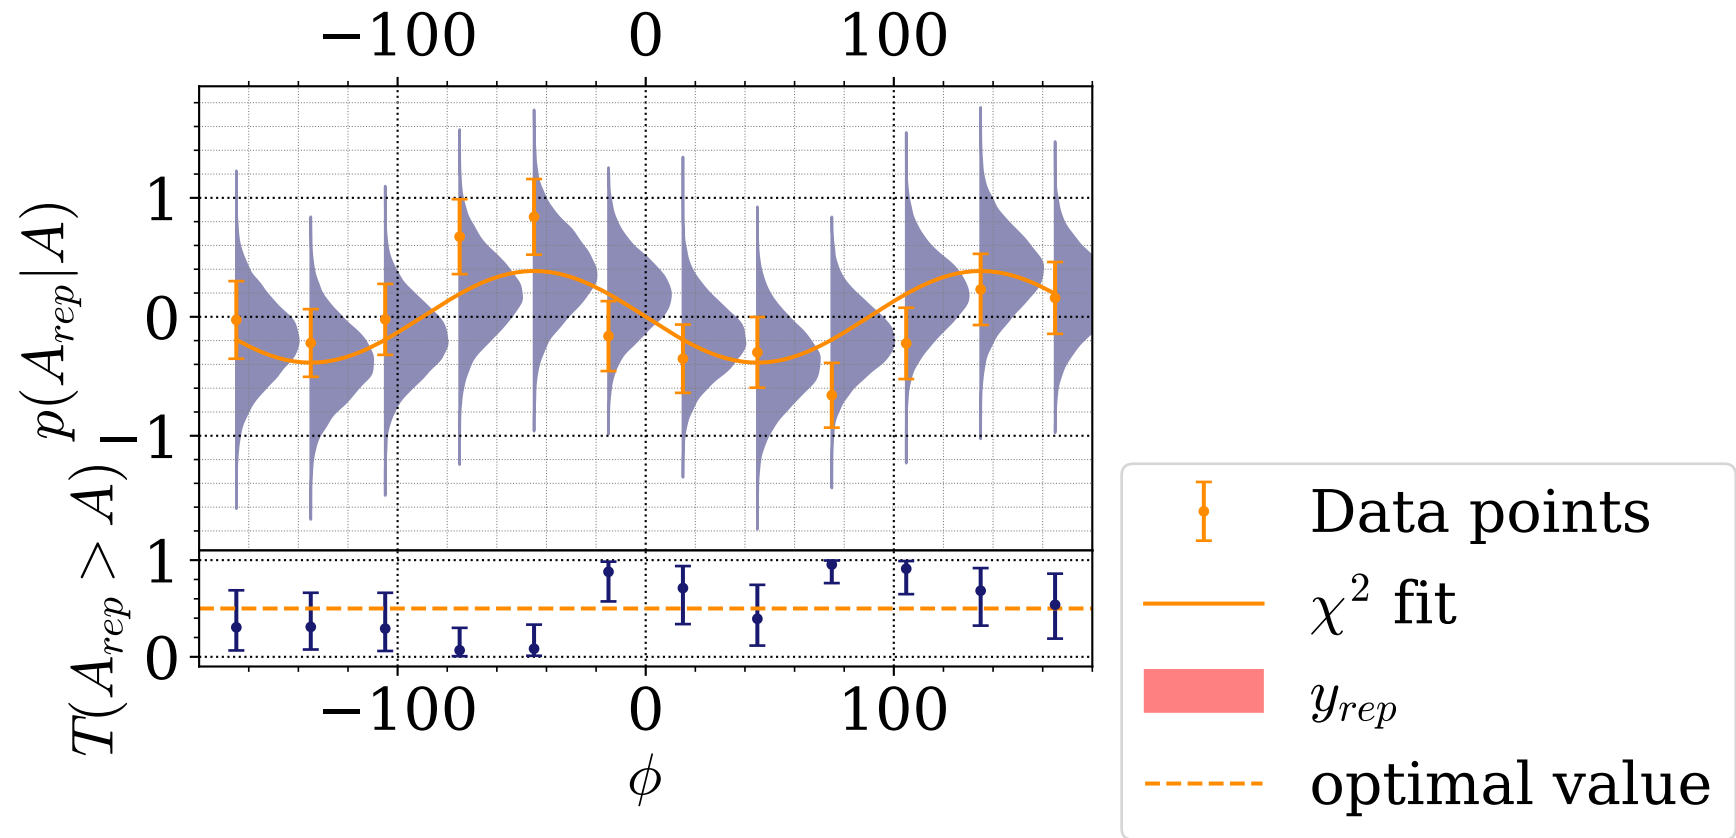 −100 0 100
p(A_rep|A)
1
0
−1
T(A_rep > A)
1
0
−100 0 100
ϕ
Data points
χ² fit
y_rep
optimal value